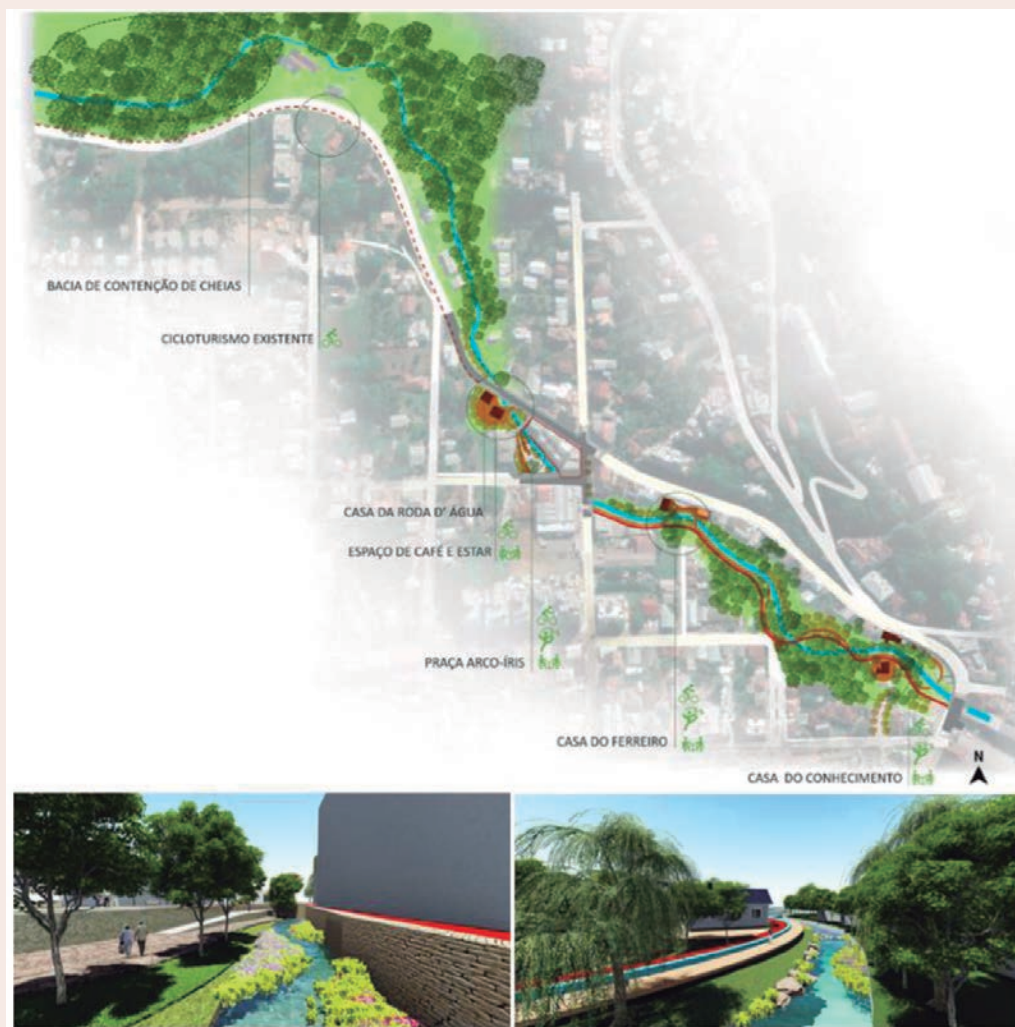 BACIA DE CONTENÇÃO DE CHEIAS
CICLOTURISMO EXISTENTE
CASA DA RODA D' ÁGUA
ESPAÇO DE CAFÉ E ESTAR
PRAÇA ARCO-ÍRIS
CASA DO FERREIRO
CASA DO CONHECIMENTO
N